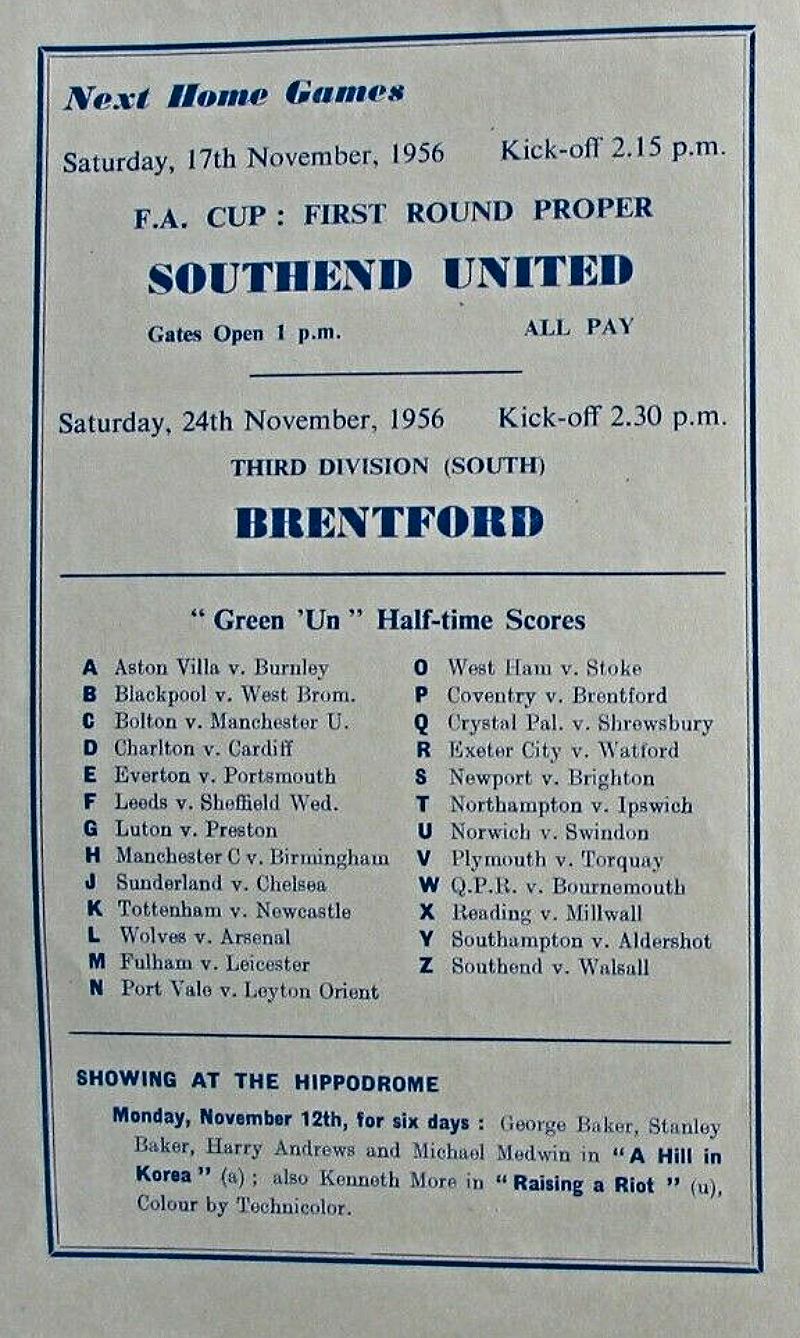 Next Home Games
Saturday, 17th November, 1956 Kick-off 2.15 p.m.
F.A. CUP : FIRST ROUND PROPER
SOUTHEND UNITED
Gates Open 1 p.m. ALL PAY
Saturday, 24th November, 1956 Kick-off 2.30 p.m.
THIRD DIVISION (SOUTH)
BRENTFORD
“ Green ’Un ” Half-time Scores
A Aston Villa v. Burnley
B Blackpool v. West Brom.
C Bolton v. Manchester U.
D Charlton v. Cardiff
E Everton v. Portsmouth
F Leeds v. Sheffield Wed.
G Luton v. Preston
H Manchester C v. Birmingham
J Sunderland v. Chelsea
K Tottenham v. Newcastle
L Wolves v. Arsenal
M Fulham v. Leicester
N Port Vale v. Leyton Orient
O West Ham v. Stoke
P Coventry v. Brentford
Q Crystal Pal. v. Shrewsbury
R Exeter City v. Watford
S Newport v. Brighton
T Northampton v. Ipswich
U Norwich v. Swindon
V Plymouth v. Torquay
W Q.P.R. v. Bournemouth
X Reading v. Millwall
Y Southampton v. Aldershot
Z Southend v. Walsall
SHOWING AT THE HIPPODROME
Monday, November 12th, for six days : George Baker, Stanley
Baker, Harry Andrews and Michael Medwin in “A Hill in
Korea” (a) ; also Kenneth More in “Raising a Riot ” (u),
Colour by Technicolor.